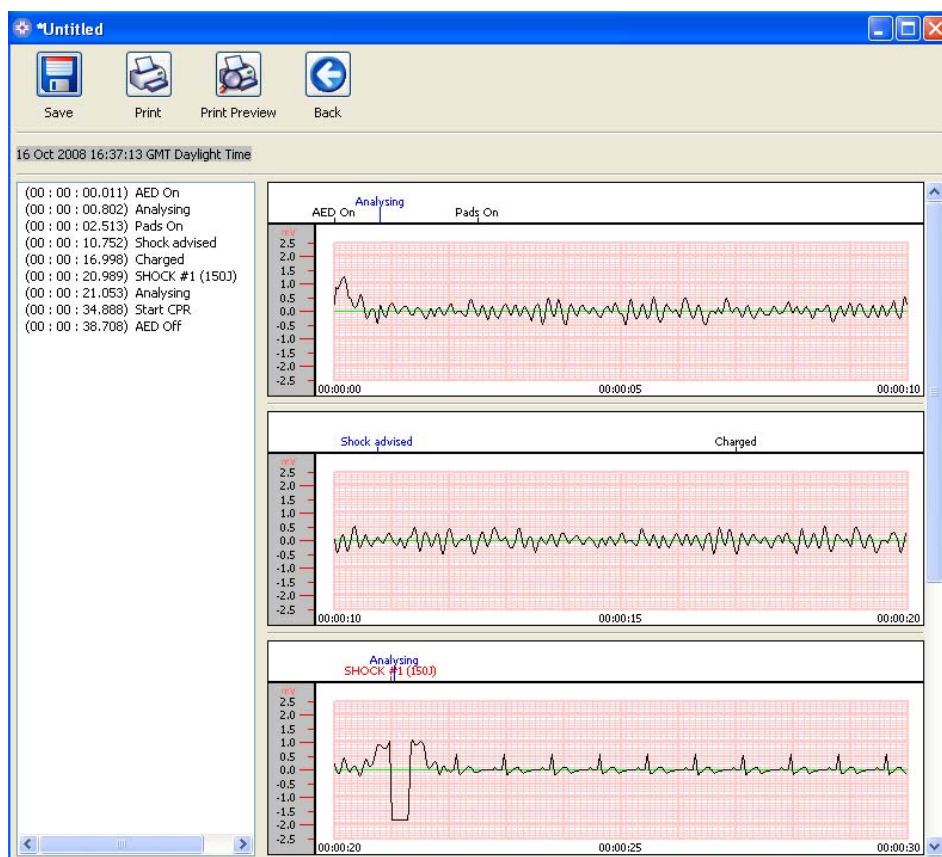 *Untitled
Save Print Print Preview Back
16 Oct 2008 16:37:13 GMT Daylight Time
(00 : 00 : 00.011) AED On
(00 : 00 : 00.802) Analysing
(00 : 00 : 02.513) Pads On
(00 : 00 : 10.752) Shock advised
(00 : 00 : 16.998) Charged
(00 : 00 : 20.989) SHOCK #1 (150J)
(00 : 00 : 21.053) Analysing
(00 : 00 : 34.888) Start CPR
(00 : 00 : 38.708) AED Off
Analysing
AED On Pads On
mV
2.5
2.0
1.5
1.0
0.5
0.0
-0.5
-1.0
-1.5
-2.0
-2.5
00:00:00 00:00:05 00:00:10
Shock advised Charged
mV
2.5
2.0
1.5
1.0
0.5
0.0
-0.5
-1.0
-1.5
-2.0
-2.5
00:00:10 00:00:15 00:00:20
Analysing
SHOCK #1 (150J)
mV
2.5
2.0
1.5
1.0
0.5
0.0
-0.5
-1.0
-1.5
-2.0
-2.5
00:00:20 00:00:25 00:00:30